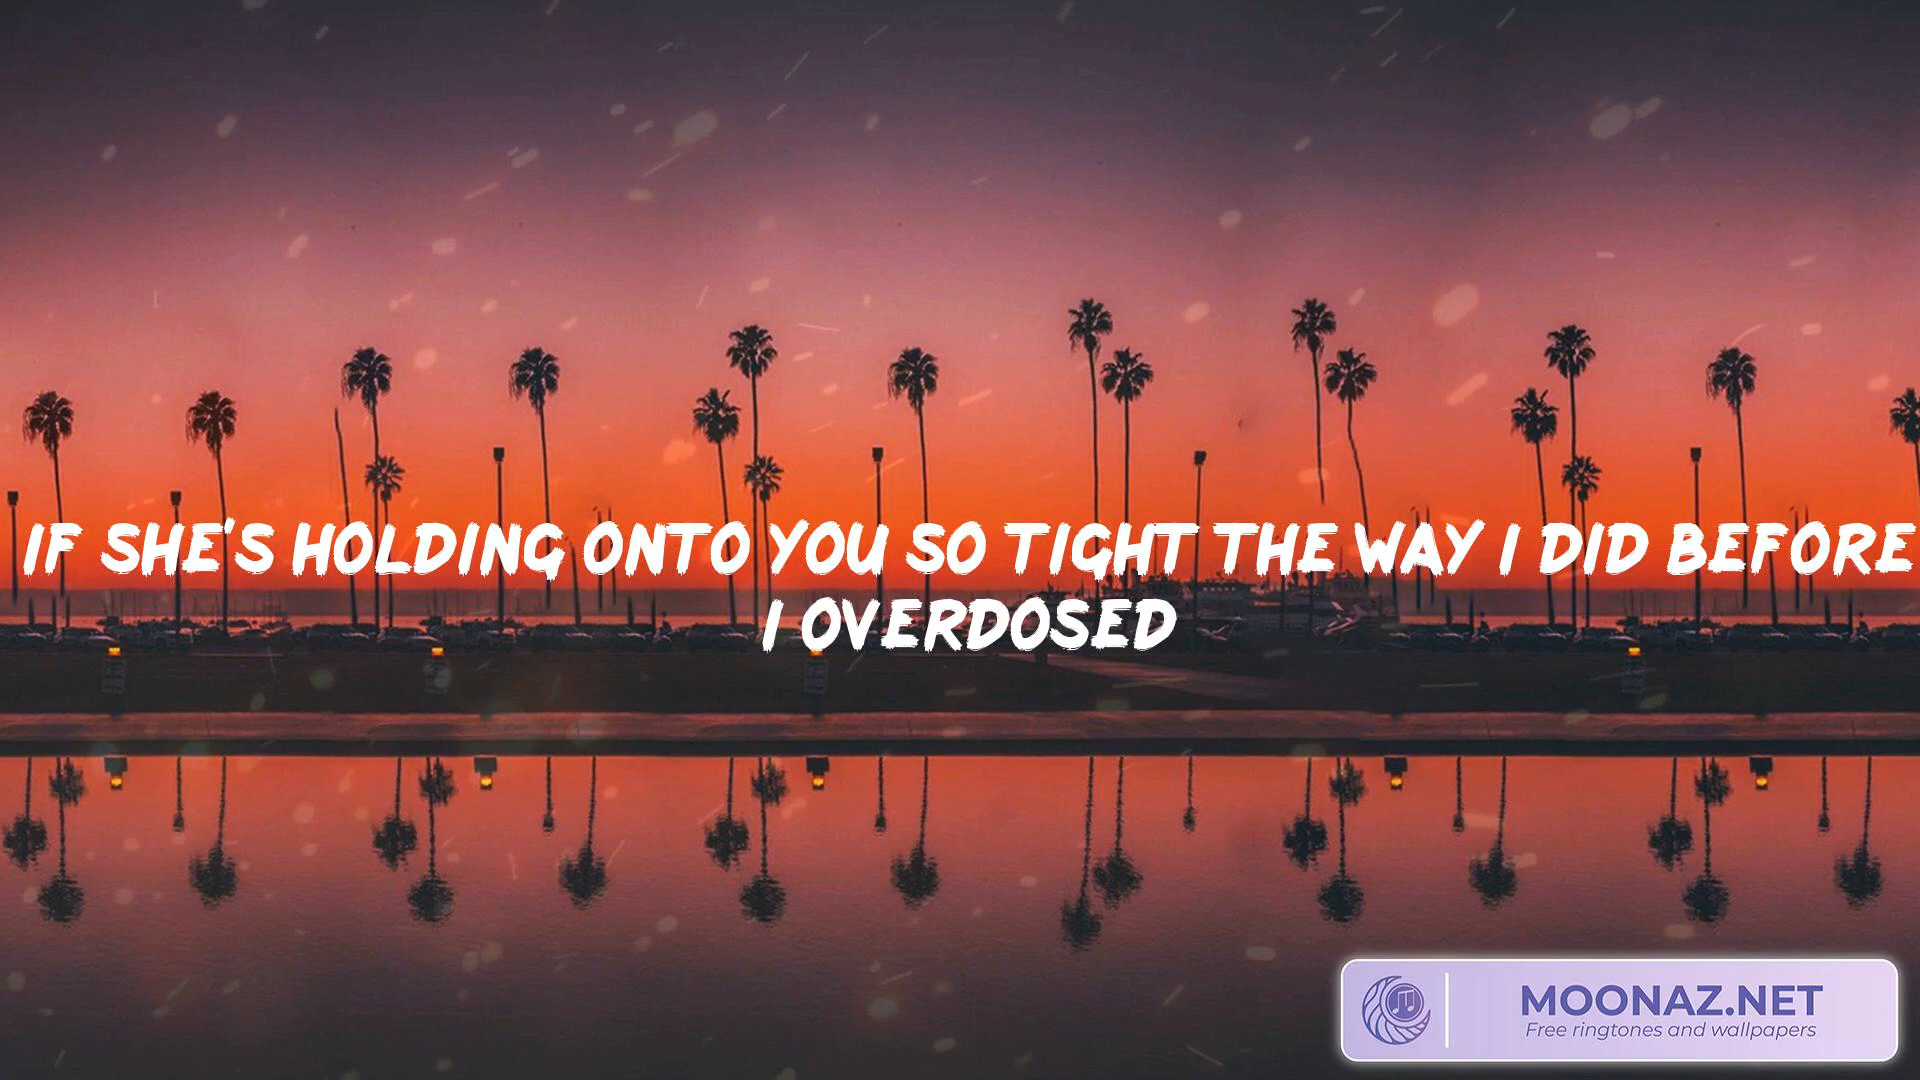 IF SHE'S HOLDING ONTO YOU SO TIGHT THE WAY I DID BEFORE
I OVERDOSED
MOONAZ.NET
Free ringtones and wallpapers